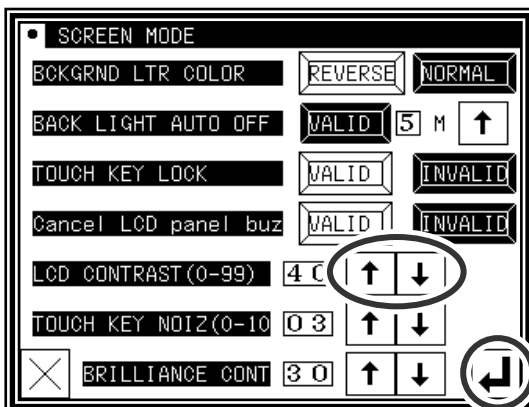 SCREEN MODE
BCKGRND LTR COLOR REVERSE NORMAL
BACK LIGHT AUTO OFF VALID 5 M ↑
TOUCH KEY LOCK VALID INVALID
Cancel LCD panel buz VALID INVALID
LCD CONTRAST(0-99) 40 ↑ ↓
TOUCH KEY NOIZ(0-10 03 ↑ ↓
BRILLIANCE CONT 30 ↑ ↓